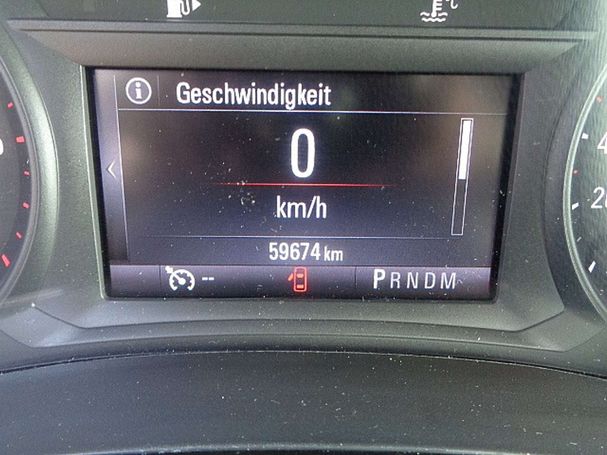 °C
Geschwindigkeit
0
km/h
59674 km
--
PRNDM